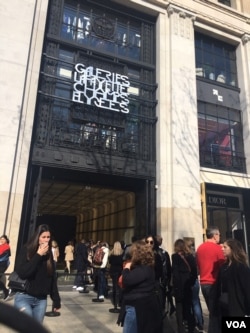 GALERIES
LAFAYETTE
CHAMPS
ELYSEES
DIOR
VOA